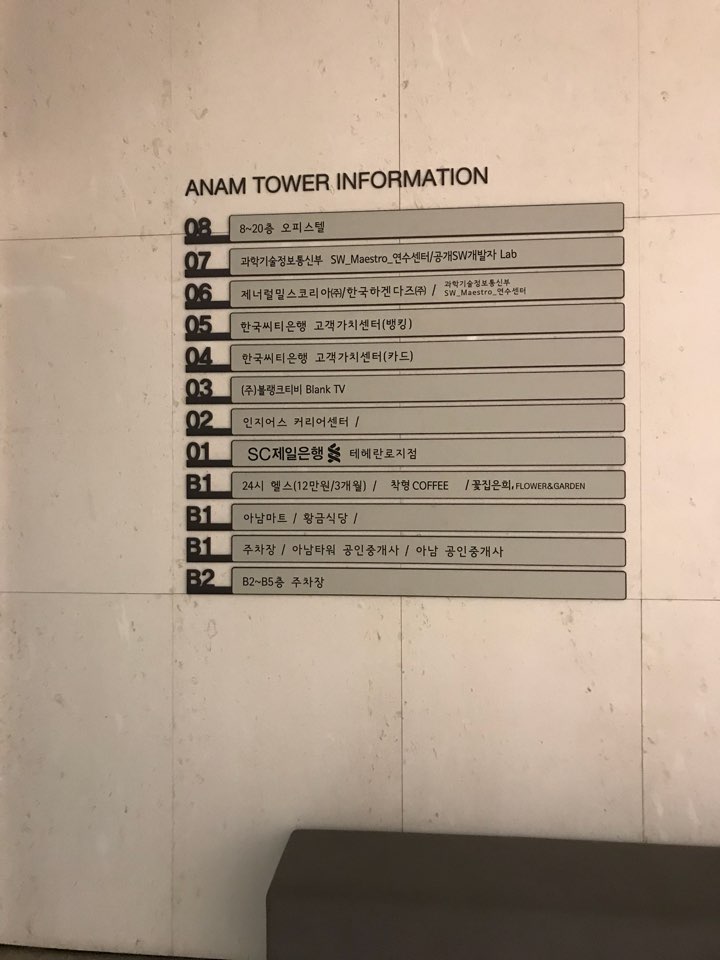 ANAM TOWER INFORMATION
08 8~20층 오피스텔
07 과학기술정보통신부 SW_Maestro_연수센터/공개SW개발자 Lab
06 제너럴밀스코리아㈜/한국하겐다즈㈜ / 과학기술정보통신부
SW_Maestro_연수센터
05 한국씨티은행 고객가치센터(뱅킹)
04 한국씨티은행 고객가치센터(카드)
03 (주)블랭크티비 Blank TV
02 인지어스 커리어센터 /
01 SC제일은행 테헤란로지점
B1 24시 헬스(12만원/3개월) / 착형 COFFEE / 꽃집은희, FLOWER&GARDEN
B1 아남마트 / 황금식당 /
B1 주차장 / 아남타워 공인중개사 / 아남 공인중개사
B2 B2~B5층 주차장